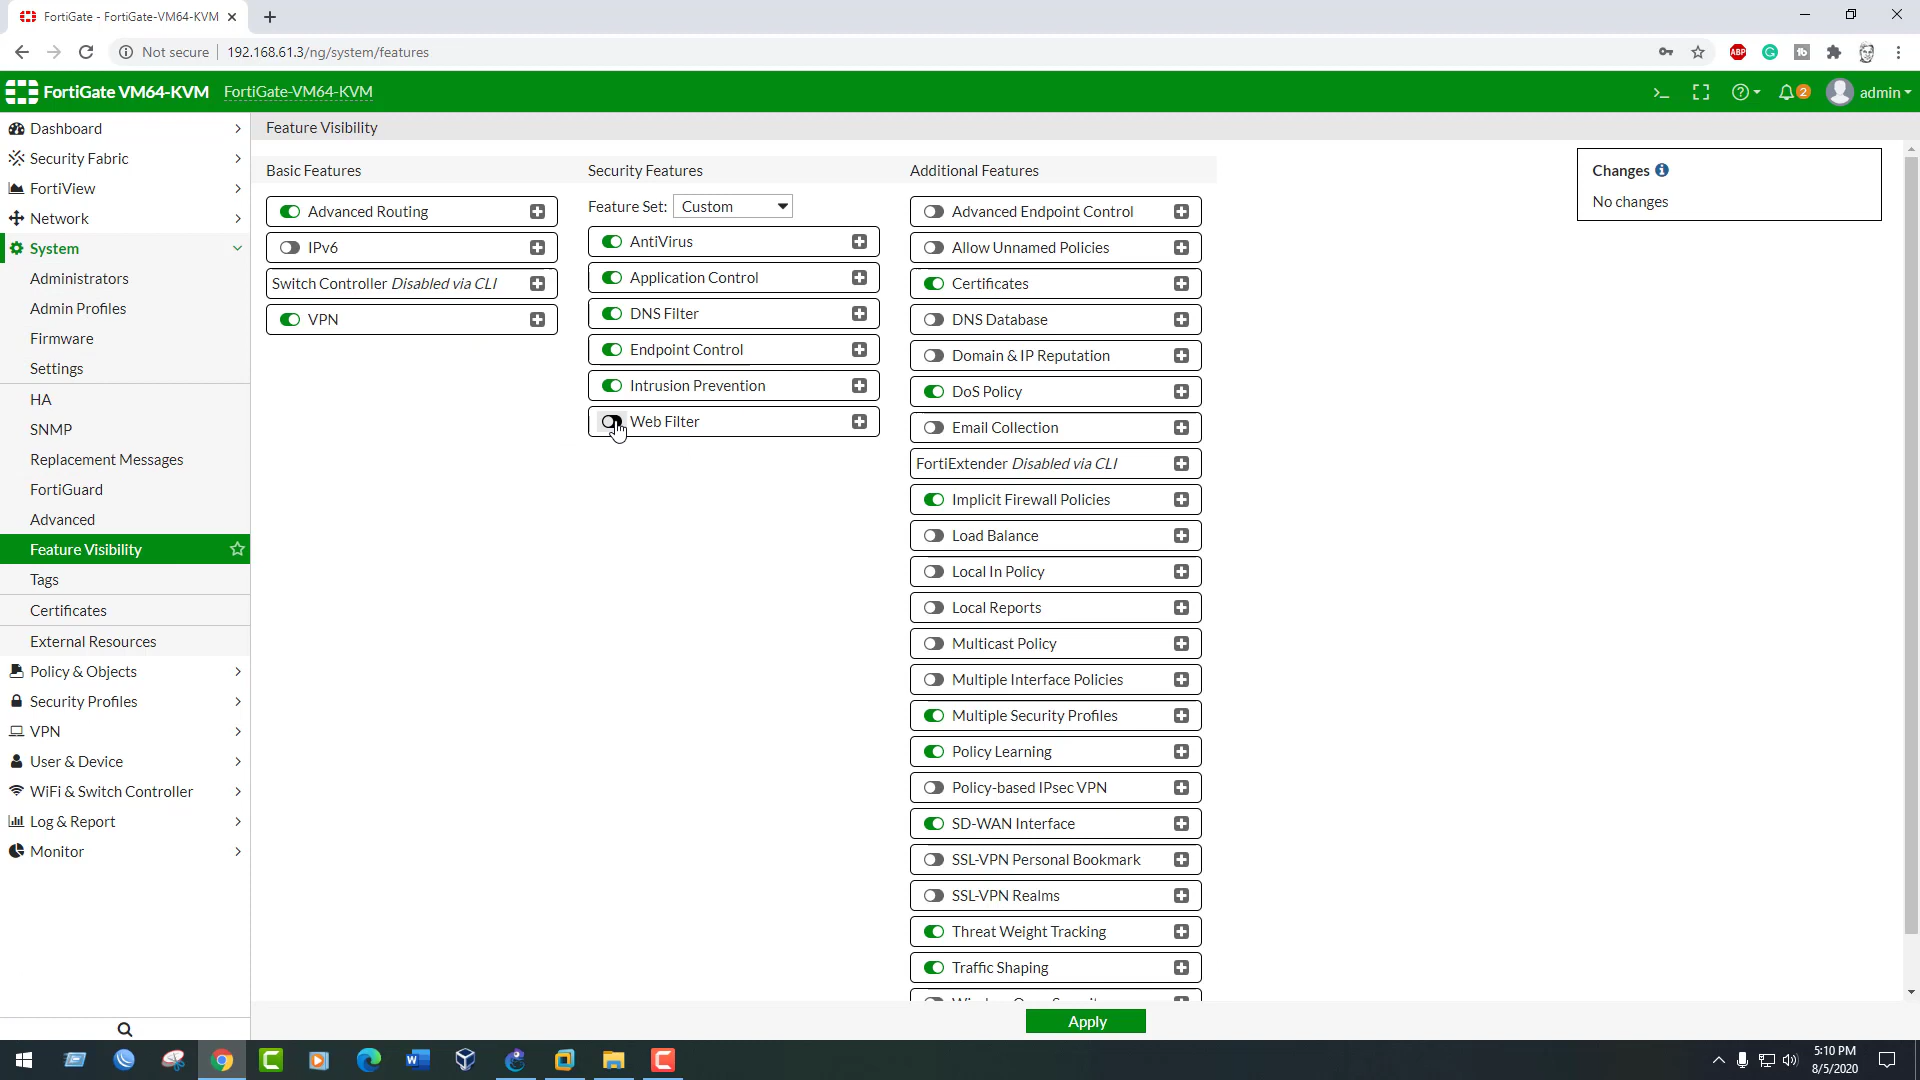 FortiGate - FortiGate-VM64-KVM
Not secure
192.168.61.3/ng/system/features
ABP
FortiGate VM64-KVM
FortiGate-VM64-KVM
2
admin
Dashboard
Security Fabric
FortiView
Network
System
Administrators
Admin Profiles
Firmware
Settings
HA
SNMP
Replacement Messages
FortiGuard
Advanced
Feature Visibility
Tags
Certificates
External Resources
Policy & Objects
Security Profiles
VPN
User & Device
WiFi & Switch Controller
Log & Report
Monitor
Feature Visibility
Basic Features
Advanced Routing
IPv6
Switch Controller Disabled via CLI
VPN
Security Features
Feature Set: Custom
AntiVirus
Application Control
DNS Filter
Endpoint Control
Intrusion Prevention
Web Filter
Additional Features
Advanced Endpoint Control
Allow Unnamed Policies
Certificates
DNS Database
Domain & IP Reputation
DoS Policy
Email Collection
FortiExtender Disabled via CLI
Implicit Firewall Policies
Load Balance
Local In Policy
Local Reports
Multicast Policy
Multiple Interface Policies
Multiple Security Profiles
Policy Learning
Policy-based IPsec VPN
SD-WAN Interface
SSL-VPN Personal Bookmark
SSL-VPN Realms
Threat Weight Tracking
Traffic Shaping
Changes
No changes
Apply
5:10 PM
8/5/2020